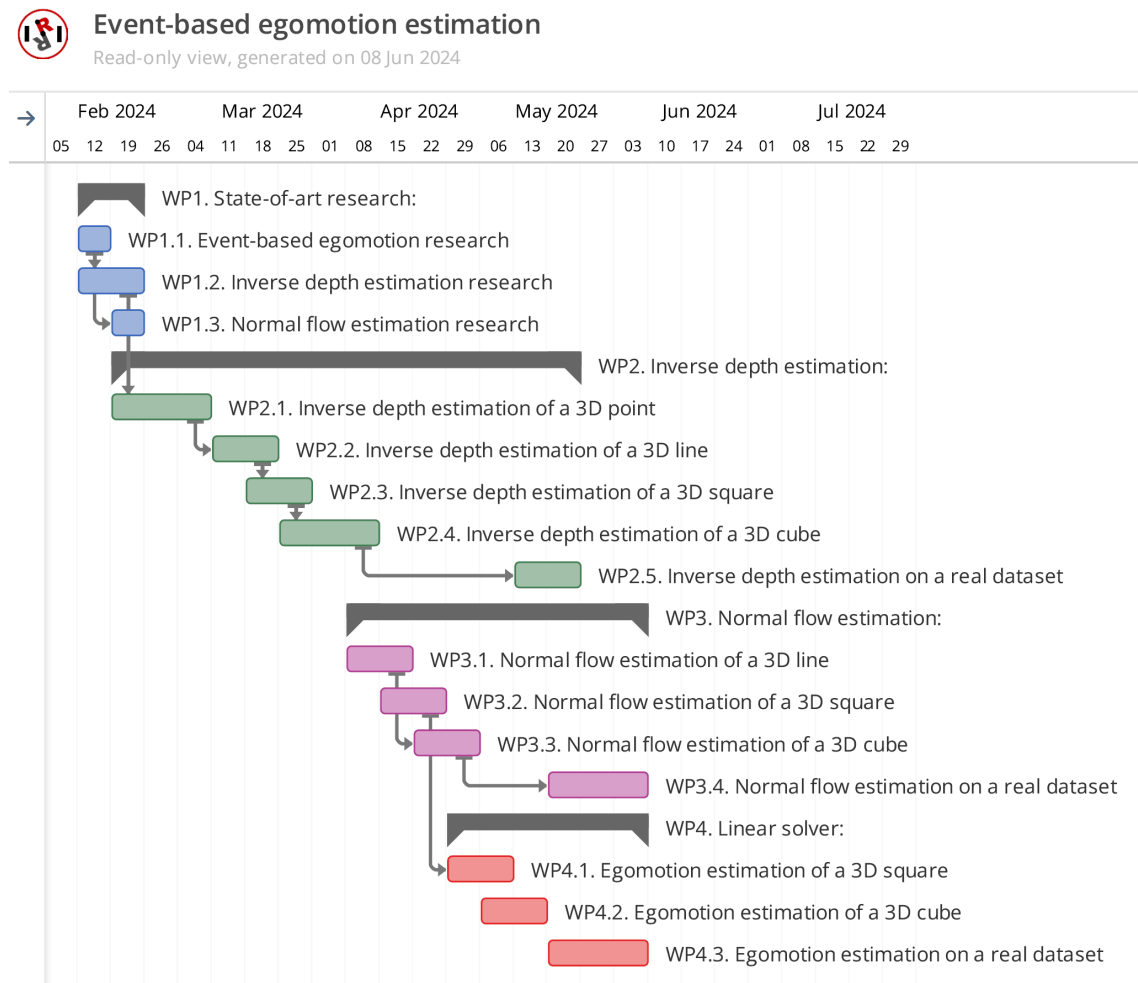 IRI
Event-based egomotion estimation
Read-only view, generated on 08 Jun 2024
Feb 2024 Mar 2024 Apr 2024 May 2024 Jun 2024 Jul 2024
05 12 19 26 04 11 18 25 01 08 15 22 29 06 13 20 27 03 10 17 24 01 08 15 22 29
WP1. State-of-art research:
WP1.1. Event-based egomotion research
WP1.2. Inverse depth estimation research
WP1.3. Normal flow estimation research
WP2. Inverse depth estimation:
WP2.1. Inverse depth estimation of a 3D point
WP2.2. Inverse depth estimation of a 3D line
WP2.3. Inverse depth estimation of a 3D square
WP2.4. Inverse depth estimation of a 3D cube
WP2.5. Inverse depth estimation on a real dataset
WP3. Normal flow estimation:
WP3.1. Normal flow estimation of a 3D line
WP3.2. Normal flow estimation of a 3D square
WP3.3. Normal flow estimation of a 3D cube
WP3.4. Normal flow estimation on a real dataset
WP4. Linear solver:
WP4.1. Egomotion estimation of a 3D square
WP4.2. Egomotion estimation of a 3D cube
WP4.3. Egomotion estimation on a real dataset